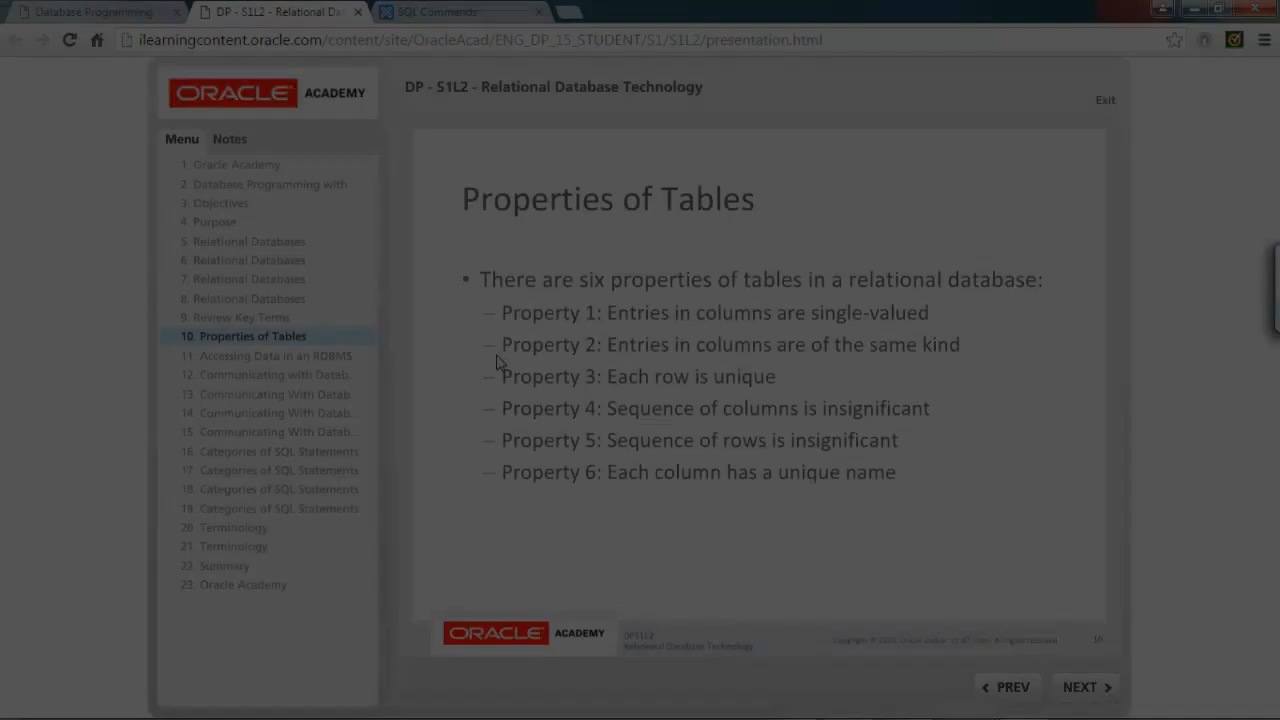 Database Programming
DP - S1L2 - Relational Da
SQL Commands
ilearningcontent.oracle.com/content/site/OracleAcad/ENG_DP_15_STUDENT/S1/S1L2/presentation.html
ORACLE ACADEMY
DP - S1L2 - Relational Database Technology
Exit
Menu Notes
1. Oracle Academy
2. Database Programming with
3. Objectives
4. Purpose
5. Relational Databases
6. Relational Databases
7. Relational Databases
8. Relational Databases
9. Review Key Terms
10. Properties of Tables
11. Accessing Data in an RDBMS
12. Communicating with Datab...
13. Communicating With Datab...
14. Communicating With Datab...
15. Communicating With Datab...
16. Categories of SQL Statements
17. Categories of SQL Statements
18. Categories of SQL Statements
19. Categories of SQL Statements
20. Terminology
21. Terminology
22. Summary
23. Oracle Academy
Properties of Tables
• There are six properties of tables in a relational database:
– Property 1: Entries in columns are single-valued
– Property 2: Entries in columns are of the same kind
– Property 3: Each row is unique
– Property 4: Sequence of columns is insignificant
– Property 5: Sequence of rows is insignificant
– Property 6: Each column has a unique name
ORACLE ACADEMY
DPS1L2
Relational Database Technology
PREV
NEXT